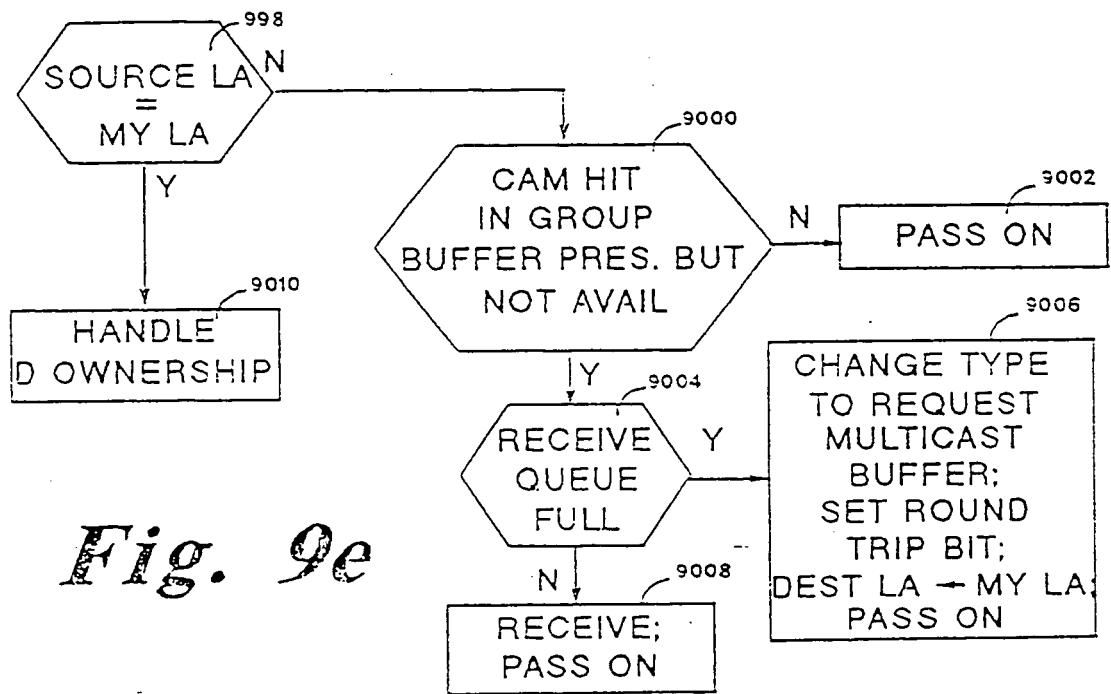 998
SOURCE LA
=
MY LA
N
Y
9010
HANDLE
D OWNERSHIP
9000
CAM HIT
IN GROUP
BUFFER PRES. BUT
NOT AVAIL
N
9002
PASS ON
Y
9004
RECEIVE
QUEUE
FULL
Y
9006
CHANGE TYPE
TO REQUEST
MULTICAST
BUFFER;
SET ROUND
TRIP BIT;
DEST LA ← MY LA;
PASS ON
N
9008
RECEIVE;
PASS ON
Fig. 9e